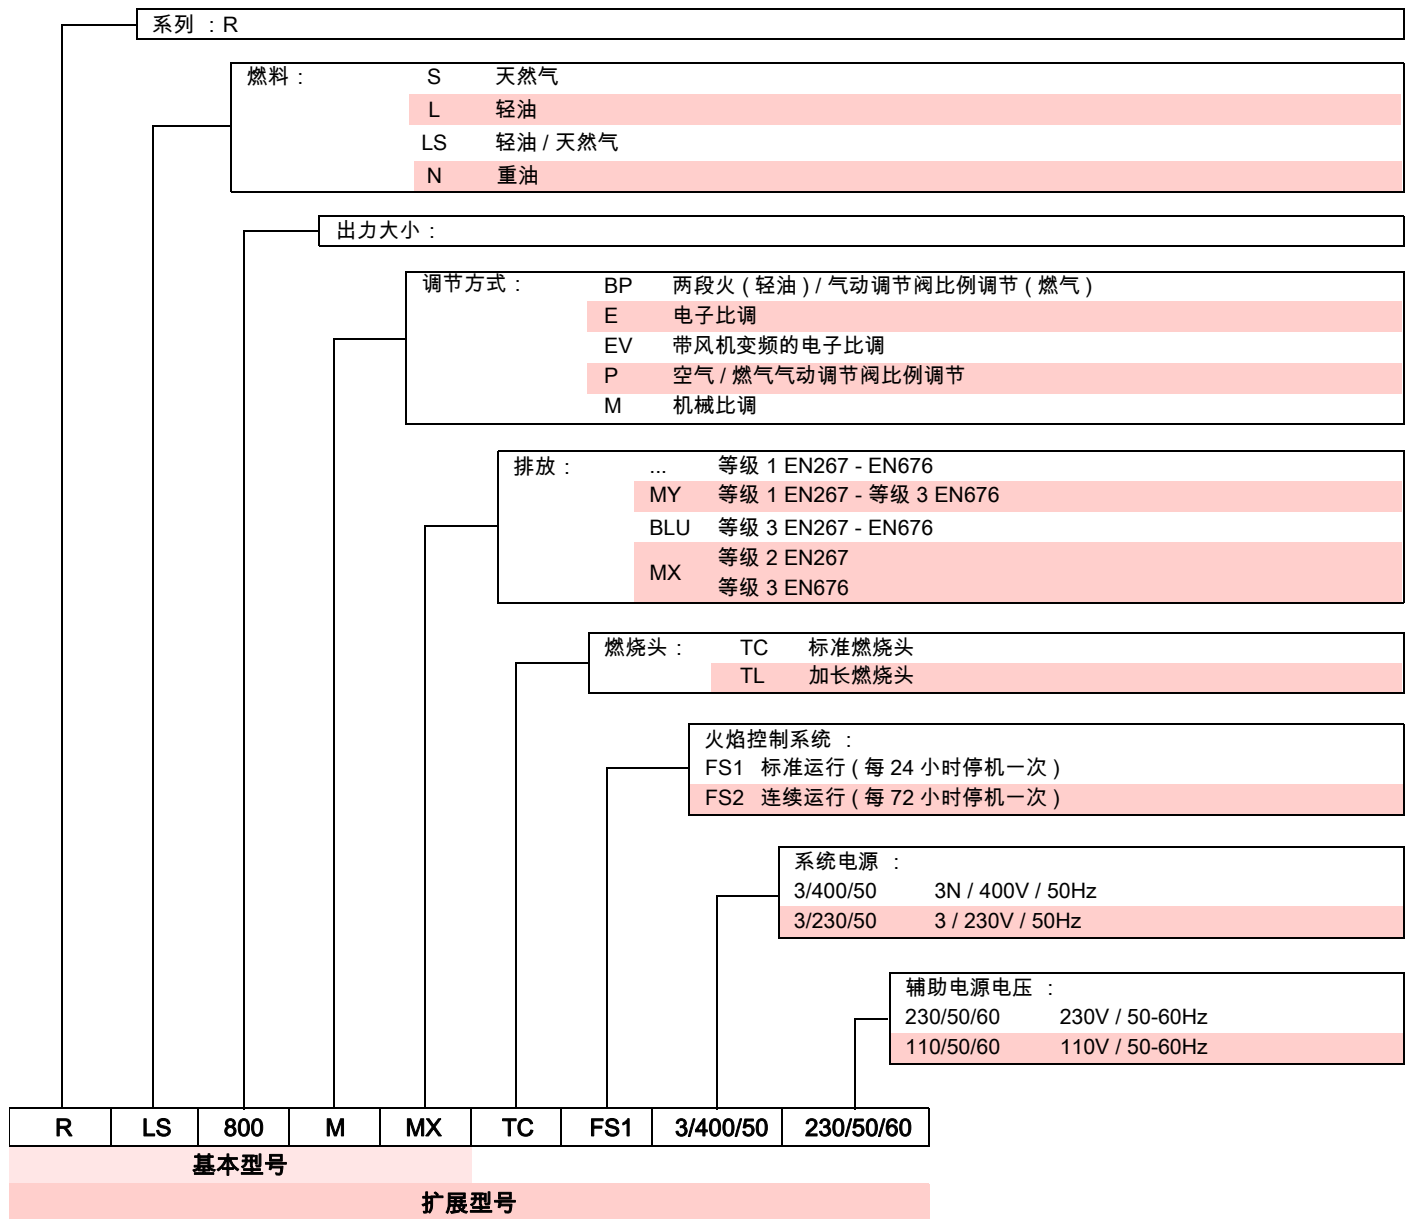 系列 : R
燃料 :
S 天然气
L 轻油
LS 轻油 / 天然气
N 重油
出力大小 :
调节方式 :
BP 两段火 ( 轻油 ) / 气动调节阀比例调节 ( 燃气 )
E 电子比调
EV 带风机变频的电子比调
P 空气 / 燃气气动调节阀比例调节
M 机械比调
排放 :
... 等级 1 EN267 - EN676
MY 等级 1 EN267 - 等级 3 EN676
BLU 等级 3 EN267 - EN676
MX 等级 2 EN267
等级 3 EN676
燃烧头 :
TC 标准燃烧头
TL 加长燃烧头
火焰控制系统 :
FS1 标准运行 ( 每 24 小时停机一次 )
FS2 连续运行 ( 每 72 小时停机一次 )
系统电源 :
3/400/50 3N / 400V / 50Hz
3/230/50 3 / 230V / 50Hz
辅助电源电压 :
230/50/60 230V / 50-60Hz
110/50/60 110V / 50-60Hz
R LS 800 M MX TC FS1 3/400/50 230/50/60
基本型号
扩展型号